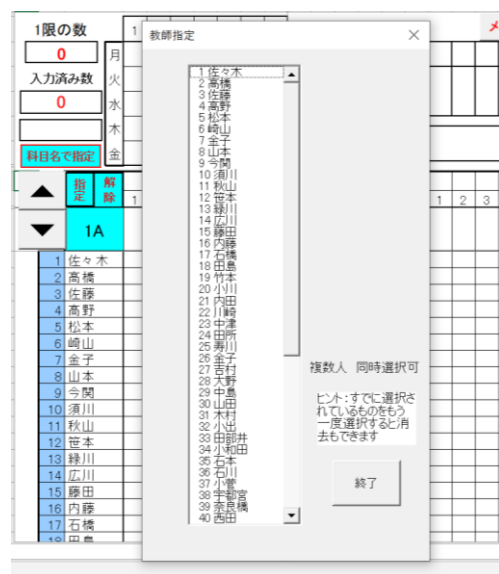 1限の数
0
入力済み数
0
科目名で指定
1
月
火
水
木
金
メ
指定
解除
1
1
2
3
1A
1 佐々木
2 高橋
3 佐藤
4 高野
5 松本
6 崎山
7 金子
8 山本
9 今関
10 須川
11 秋山
12 笹本
13 緑川
14 広川
15 藤田
16 内藤
17 石橋
教師指定
1 佐々木
2 高橋
3 佐藤
4 高野
5 松本
6 崎山
7 金子
8 山本
9 今関
10 須川
11 秋山
12 笹本
13 緑川
14 広川
15 藤田
16 内藤
17 石橋
18 田島
19 竹本
20 小川
21 内田
22 川崎
23 中津
24 田所
25 寿川
26 金子
27 吉村
28 大野
29 中島
30 山田
31 木村
32 小出
33 田部井
34 小和田
35 石本
36 石川
37 小菅
38 宇都宮
39 奈良橋
40 西田
複数人 同時選択可
ヒント:すでに選択さ
れているものをもう
一度選択すると消
去もできます
終了